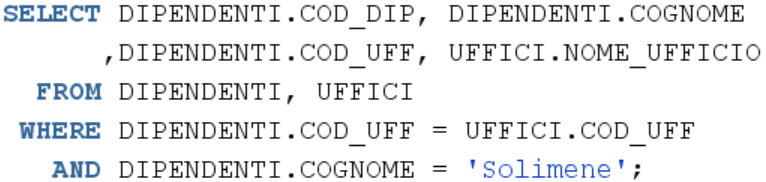 SELECT DIPENDENTI.COD_DIP, DIPENDENTI.COGNOME
,DIPENDENTI.COD_UFF, UFFICI.NOME_UFFICIO
FROM DIPENDENTI, UFFICI
WHERE DIPENDENTI.COD_UFF = UFFICI.COD_UFF
AND DIPENDENTI.COGNOME = 'Solimene';